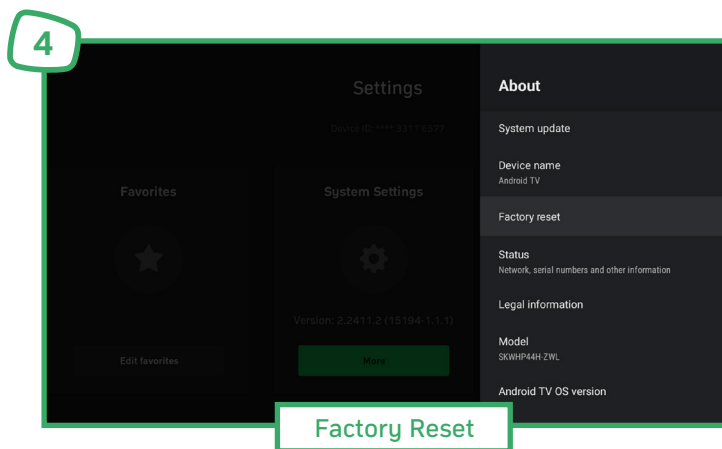 4
Settings
Device ID: **** 3311 6577
Favorites
System Settings
Version: 2.2411.2 (15194-1.1.1)
Edit favorites
More
About
System update
Device name
Android TV
Factory reset
Status
Network, serial numbers and other information
Legal information
Model
SKWHP44H-ZWL
Android TV OS version
Factory Reset